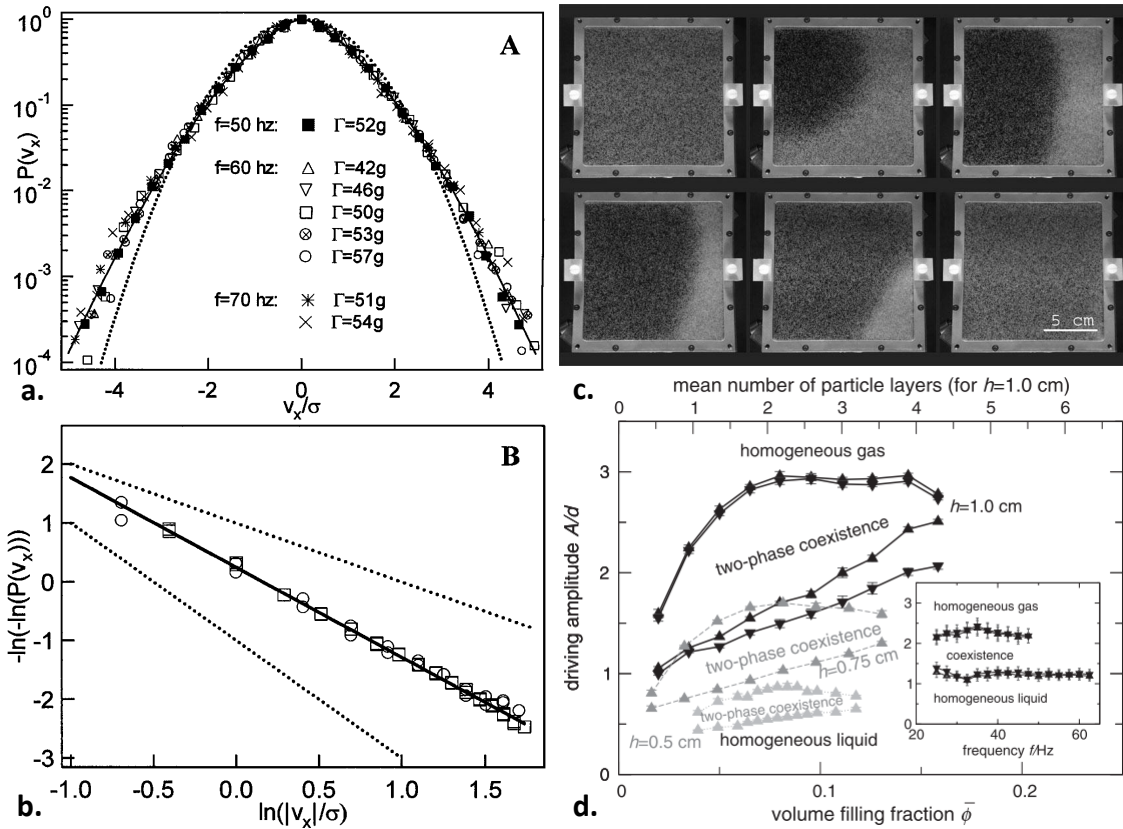 A
10⁰
10⁻¹
10⁻²
10⁻³
10⁻⁴
P(vₓ)
f=50 hz: ■ Γ=52g
f=60 hz: △ Γ=42g
▽ Γ=46g
□ Γ=50g
⊗ Γ=53g
○ Γ=57g
f=70 hz: ✳ Γ=51g
× Γ=54g
-4 -2 0 2 4
vₓ/σ
a.
B
2
1
0
-1
-2
-3
-ln(-ln(P(vₓ)))
-1.0 -0.5 0.0 0.5 1.0 1.5
ln(|vₓ|/σ)
b.
5 cm
c.
mean number of particle layers (for h=1.0 cm)
0 1 2 3 4 5 6
homogeneous gas
h=1.0 cm
two-phase coexistence
two-phase coexistence
h=0.75 cm
two-phase coexistence
h=0.5 cm
homogeneous liquid
3
2
1
0
driving amplitude A/d
homogeneous gas
coexistence
homogeneous liquid
3
2
1
0
20 40 60
frequency f/Hz
0 0.1 0.2
volume filling fraction ϕ̅
d.